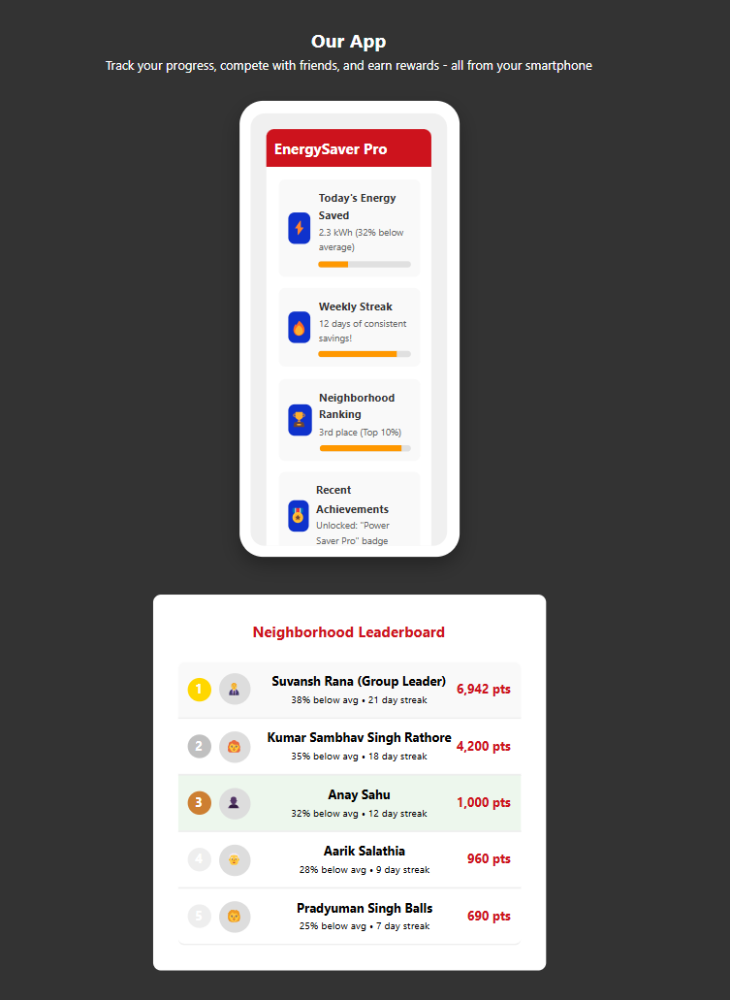 Our App
Track your progress, compete with friends, and earn rewards - all from your smartphone
EnergySaver Pro
Today's Energy
Saved
2.3 kWh (32% below
average)
Weekly Streak
12 days of consistent
savings!
Neighborhood
Ranking
3rd place (Top 10%)
Recent
Achievements
Unlocked: "Power
Saver Pro" badge
Neighborhood Leaderboard
1
Suvansh Rana (Group Leader)
38% below avg • 21 day streak
6,942 pts
2
Kumar Sambhav Singh Rathore
35% below avg • 18 day streak
4,200 pts
3
Anay Sahu
32% below avg • 12 day streak
1,000 pts
4
Aarik Salathia
28% below avg • 9 day streak
960 pts
5
Pradyuman Singh Balls
25% below avg • 7 day streak
690 pts